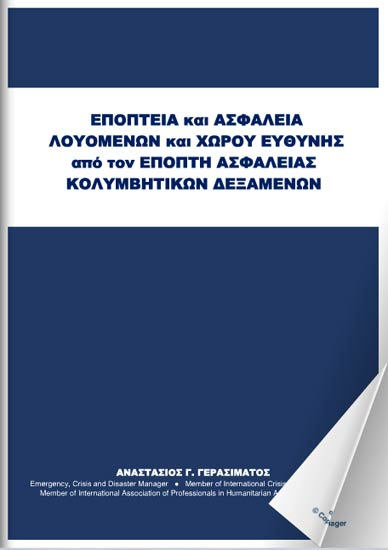 ΕΠΟΠΤΕΙΑ και ΑΣΦΑΛΕΙΑ
ΛΟΥΟΜΕΝΩΝ και ΧΩΡΟΥ ΕΥΘΥΝΗΣ
από τον ΕΠΟΠΤΗ ΑΣΦΑΛΕΙΑΣ
ΚΟΛΥΜΒΗΤΙΚΩΝ ΔΕΞΑΜΕΝΩΝ
ΑΝΑΣΤΑΣΙΟΣ Γ. ΓΕΡΑΣΙΜΑΤΟΣ
Emergency, Crisis and Disaster Manager ● Member of International Crisis
Member of International Association of Professionals in Humanitarian
©